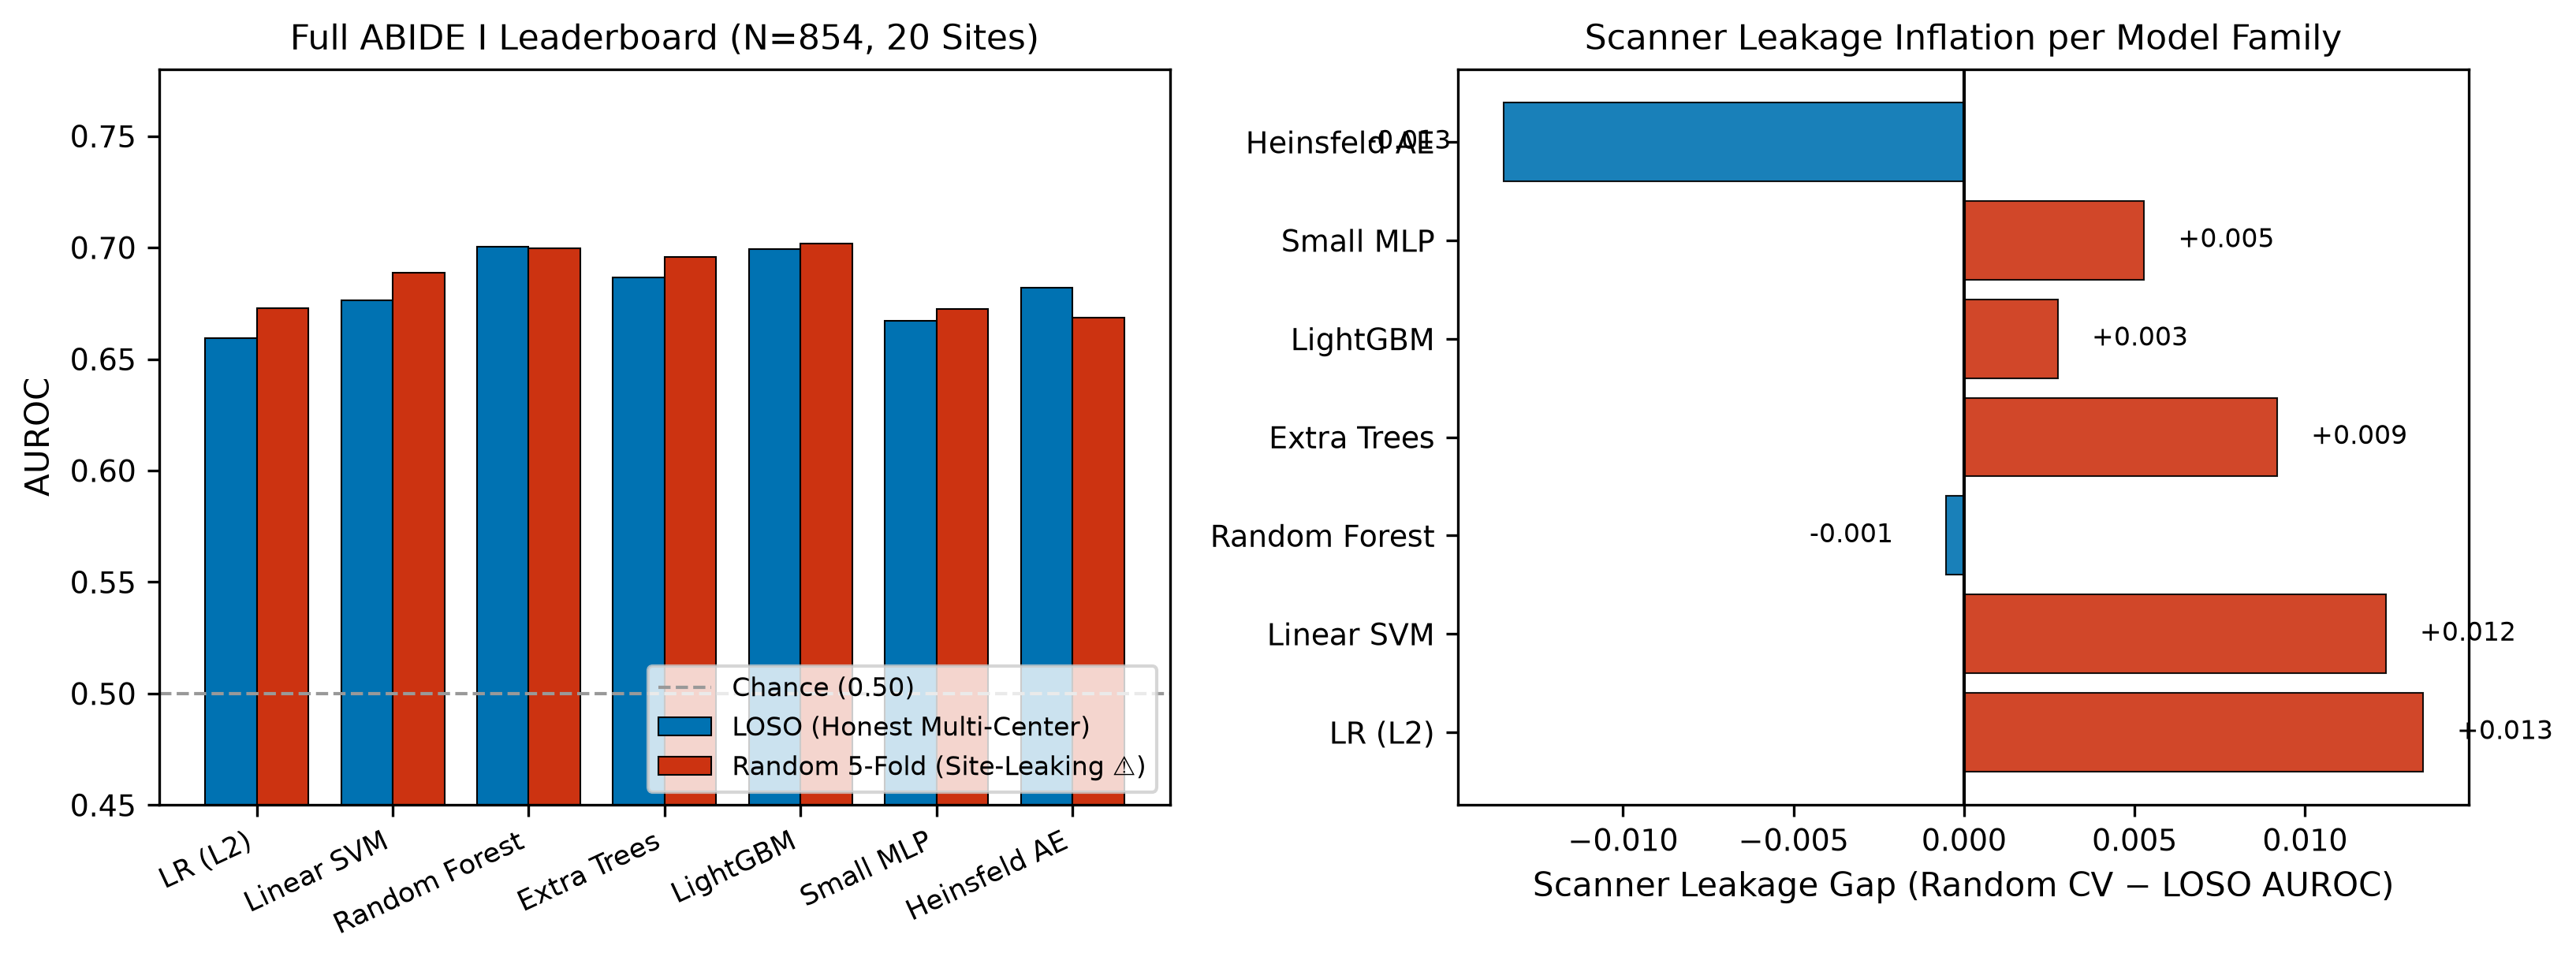 Full ABIDE I Leaderboard (N=854, 20 Sites)
AUROC
0.75
0.70
0.65
0.60
0.55
0.50
0.45
Chance (0.50)
LOSO (Honest Multi-Center)
Random 5-Fold (Site-Leaking ⚠)
LR (L2)
Linear SVM
Random Forest
Extra Trees
LightGBM
Small MLP
Heinsfeld AE
Scanner Leakage Inflation per Model Family
Heinsfeld AE
-0.013
Small MLP
+0.005
LightGBM
+0.003
Extra Trees
+0.009
Random Forest
-0.001
Linear SVM
+0.012
LR (L2)
+0.013
−0.010
−0.005
0.000
0.005
0.010
Scanner Leakage Gap (Random CV − LOSO AUROC)